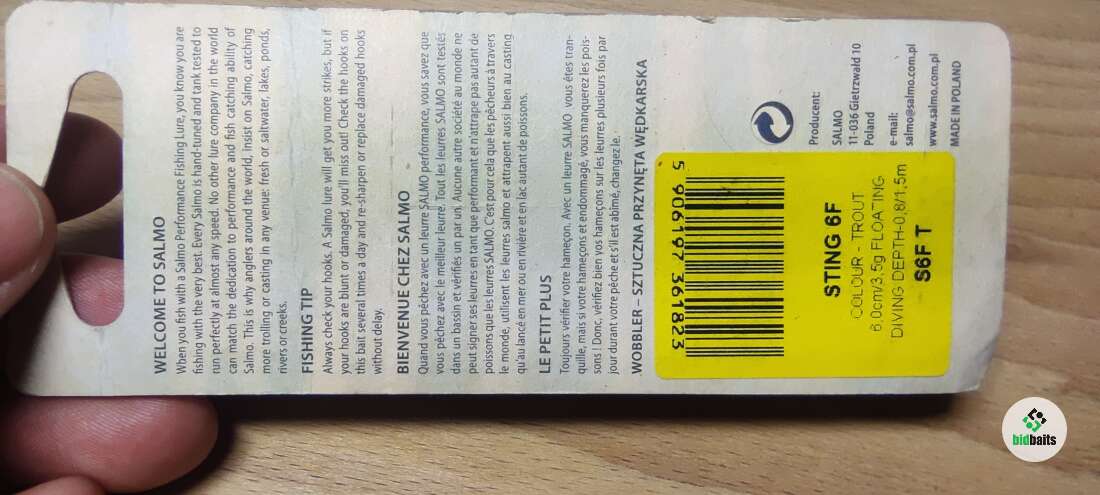 WELCOME TO SALMO
When you fish with a Salmo Performance Fishing Lure, you know you are
fishing with the very best. Every Salmo is hand-tuned and tank tested to
run perfectly at almost any speed. No other lure company in the world
can match the dedication to performance and fish catching ability of
Salmo. This is why anglers around the world, insist on Salmo, catching
more trolling or casting in any venue: fresh or saltwater, lakes, ponds,
rivers or creeks.
FISHING TIP
Always check your hooks. A Salmo lure will get you more strikes, but if
your hooks are blunt or damaged, you'll miss out! Check the hooks on
this bait several times a day and re-sharpen or replace damaged hooks
without delay.
BIENVENUE CHEZ SALMO
Quand vous pêchez avec un leurre SALMO performance, vous savez que
vous pêchez avec le meilleur leurre. Tout les leurres SALMO sont testés
dans un bassin et vérifiés un par un. Aucune autre société au monde ne
peut signer ses leurres en tant que performant et n'attrape pas autant de
poissons que les leurres SALMO. C'est pour cela que les pêcheurs à travers
le monde, utilisent les leurres salmo et attrapent aussi bien au casting
qu'au lancé en mer ou en rivière et en lac autant de poissons.
LE PETIT PLUS
Toujours vérifier votre hameçon. Avec un leurre SALMO vous êtes tran-
quille, mais si votre hameçons et endommagé, vous manquerez les pois-
sons ! Donc, vérifiez bien vos hameçons sur les leurres plusieurs fois par
jour durant votre pêche et s'il est abîmé, changez le.
WOBBLER – SZTUCZNA PRZYNĘTA WĘDKARSKA
5 906197 361823
STING 6F
COLOUR - TROUT
6,0cm/3,5g FLOATING
DIVING DEPTH-0,8/1,5m
S6F T
Producent:
SALMO
11-036 Gietrzwałd 10
Poland
e-mail:
salmo@salmo.com.pl
www.salmo.com.pl
MADE IN POLAND
bidbaits